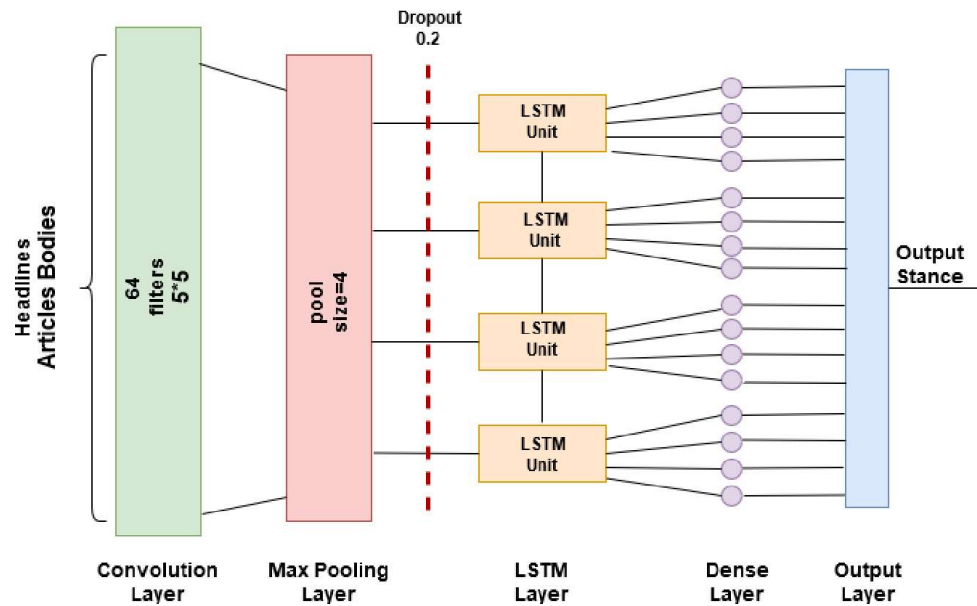 Dropout
0.2
Headlines
Articles Bodies
64
filters
5*5
pool
size=4
LSTM
Unit
LSTM
Unit
LSTM
Unit
LSTM
Unit
Output
Stance
Convolution
Layer
Max Pooling
Layer
LSTM
Layer
Dense
Layer
Output
Layer